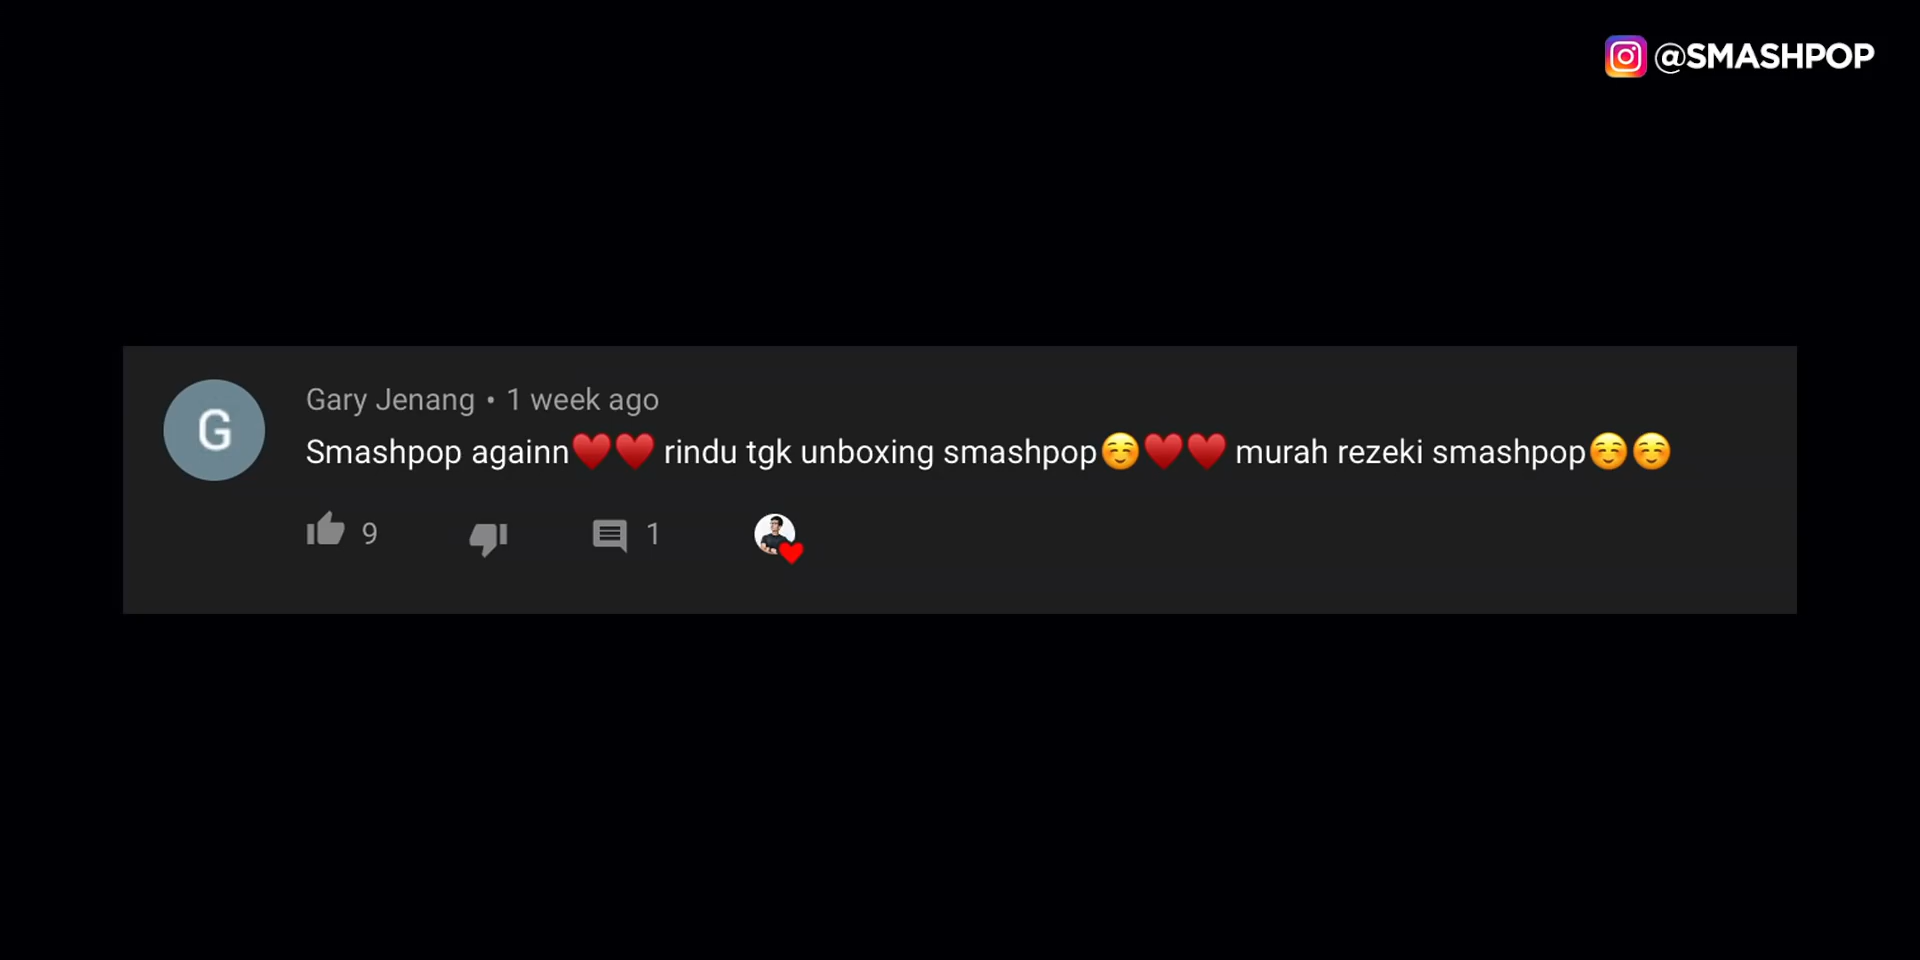 @SMASHPOP
G
Gary Jenang • 1 week ago
Smashpop againn♥️♥️ rindu tgk unboxing smashpop☺️♥️♥️ murah rezeki smashpop☺️☺️
9
1